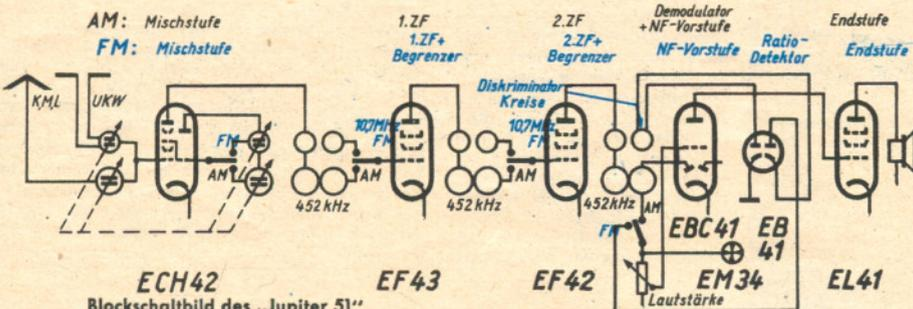 AM: Mischstufe
FM: Mischstufe
1.ZF
1.ZF+
Begrenzer
2.ZF
2.ZF+
Begrenzer
Demodulator
+NF-Vorstufe
NF-Vorstufe
Ratio-
Detektor
Endstufe
Endstufe
K,M,L
UKW
FM
AM
452 kHz
10,7MHz
FM
AM
452 kHz
Diskriminator
Kreise
10,7MHz
FM
AM
452 kHz
AM
FM
Lautstärke
ECH42
EF43
EF42
EBC41
EB
41
EM34
EL41
Blockschaltbild des „Jupiter 51“